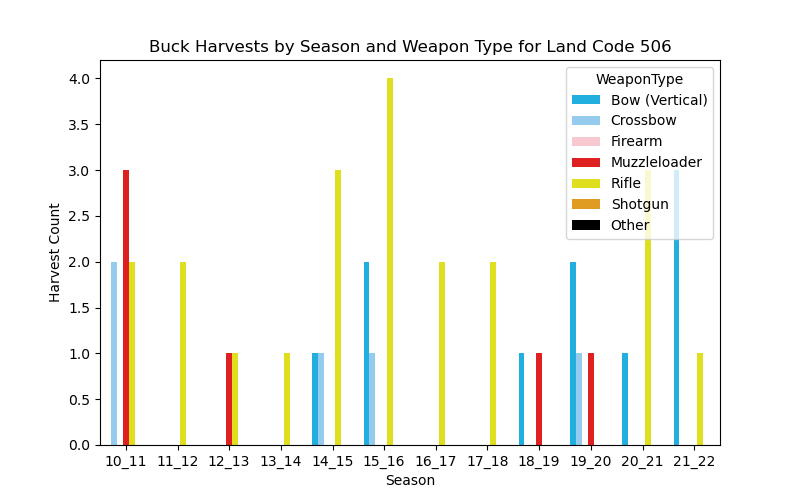 Buck Harvests by Season and Weapon Type for Land Code 506
WeaponType
Bow (Vertical)
Crossbow
Firearm
Muzzleloader
Rifle
Shotgun
Other
Harvest Count
4.0
3.5
3.0
2.5
2.0
1.5
1.0
0.5
0.0
10_11 11_12 12_13 13_14 14_15 15_16 16_17 17_18 18_19 19_20 20_21 21_22
Season